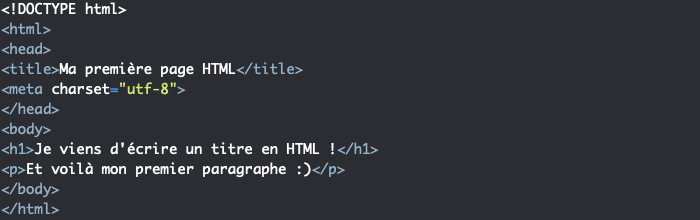 <!DOCTYPE html>
<html>
<head>
<title>Ma première page HTML</title>
<meta charset="utf-8">
</head>
<body>
<h1>Je viens d'écrire un titre en HTML !</h1>
<p>Et voilà mon premier paragraphe :)</p>
</body>
</html>